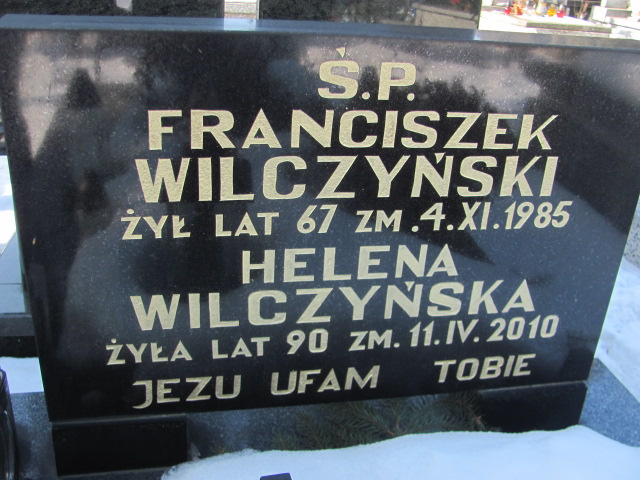 Ś.P.
FRANCISZEK
WILCZYŃSKI
ŻYŁ LAT 67 ZM. 4.XI.1985
HELENA
WILCZYŃSKA
ŻYŁA LAT 90 ZM. 11.IV.2010
JEZU UFAM TOBIE